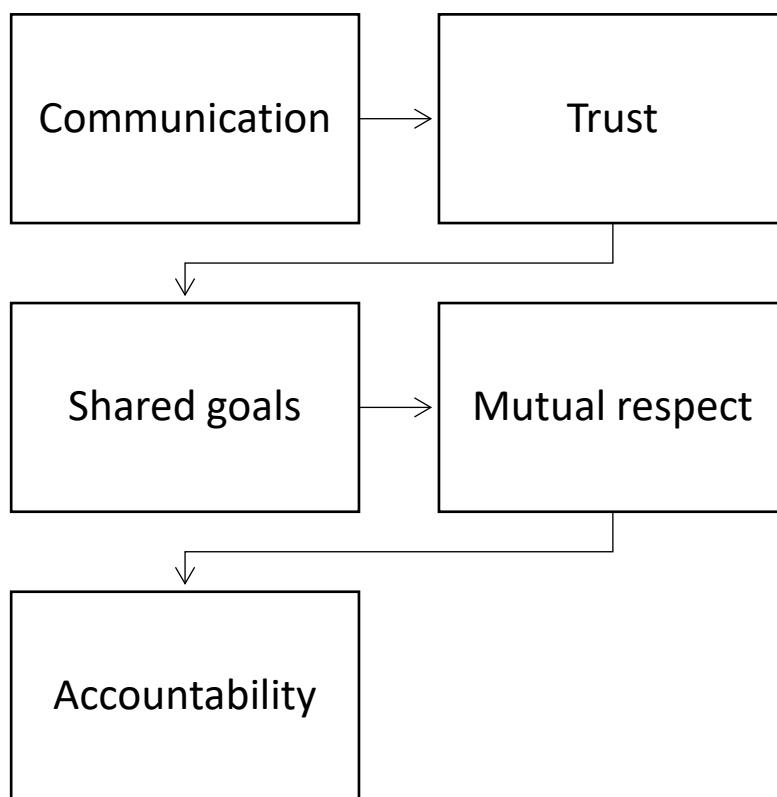 Communication
Trust
Shared goals
Mutual respect
Accountability